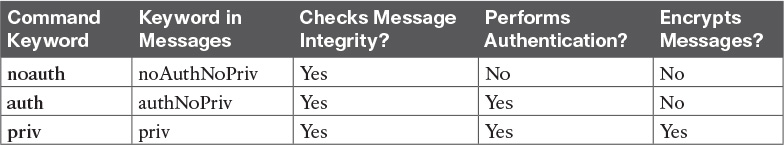 Command Keyword in Checks Message Performs Encrypts
Keyword Messages Integrity? Authentication? Messages?
noauth noAuthNoPriv Yes No No
auth authNoPriv Yes Yes No
priv priv Yes Yes Yes